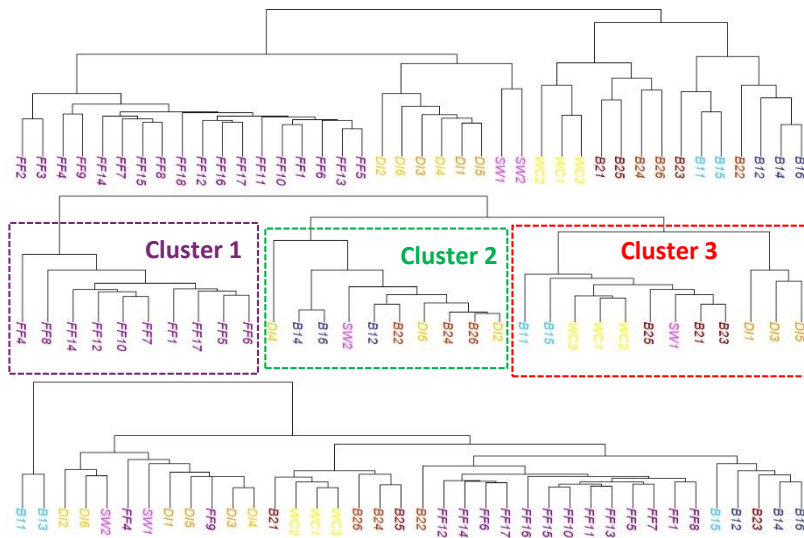 FF2 FF3 FF4 FF9 FF14 FF7 FF15 FF8 FF18 FF12 FF16 FF17 FF11 FF10 FF1 FF6 FF13 FF5 DI2 DI6 DI3 DI4 DI1 DI5 SW1 SW2 WC2 WC1 WC3 B21 B25 B24 B26 B23 B11 B15 B22 B12 B14 B16
Cluster 1 Cluster 2 Cluster 3
FF4 FF8 FF14 FF12 FF10 FF7 FF1 FF17 FF5 FF6 DI4 B14 B16 SW2 B12 B22 DI6 B24 B26 DI2 B11 B15 WC3 WC1 WC2 B25 SW1 B21 B23 DI1 DI3 DI5
B11 B13 DI2 DI6 SW2 FF4 SW1 DI1 DI5 FF9 DI3 DI4 B21 WC2 WC1 WC3 B26 B24 B25 B22 FF12 FF14 FF6 FF17 FF16 FF15 FF10 FF11 FF13 FF5 FF7 FF1 FF8 B15 B12 B23 B14 B16